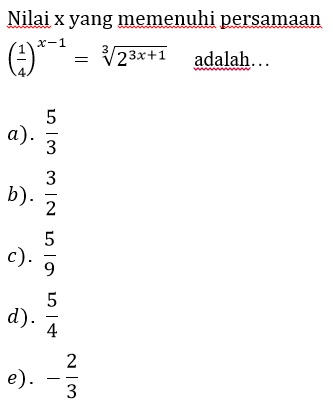 Nilai x yang memenuhi persamaan
(1/4)^(x−1) = ∛(2^(3x+1)) adalah…
a). 5/3
b). 3/2
c). 5/9
d). 5/4
e). −2/3